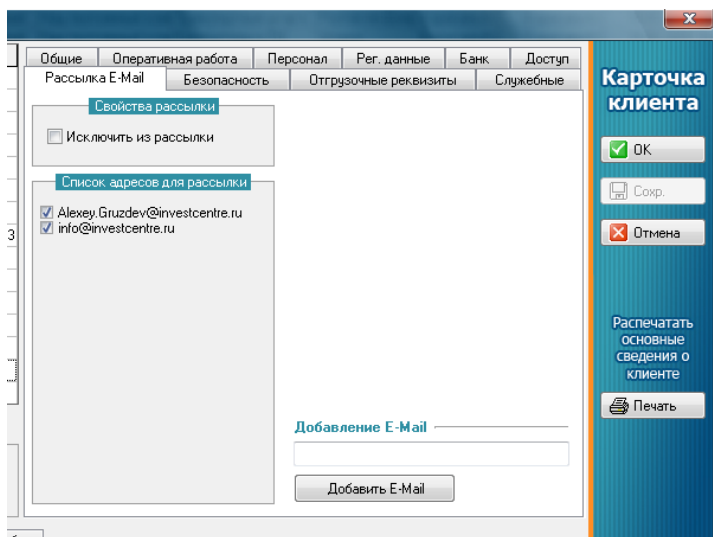 Общие Оперативная работа Персонал Рег. данные Банк Доступ
Рассылка E-Mail Безопасность Отгрузочные реквизиты Служебные
Свойства рассылки
Исключить из рассылки
Список адресов для рассылки
Alexey.Gruzdev@investcentre.ru
info@investcentre.ru
3
Добавление E-Mail
Добавить E-Mail
Карточка
клиента
OK
Сохр.
Отмена
Распечатать
основные
сведения о
клиенте
Печать